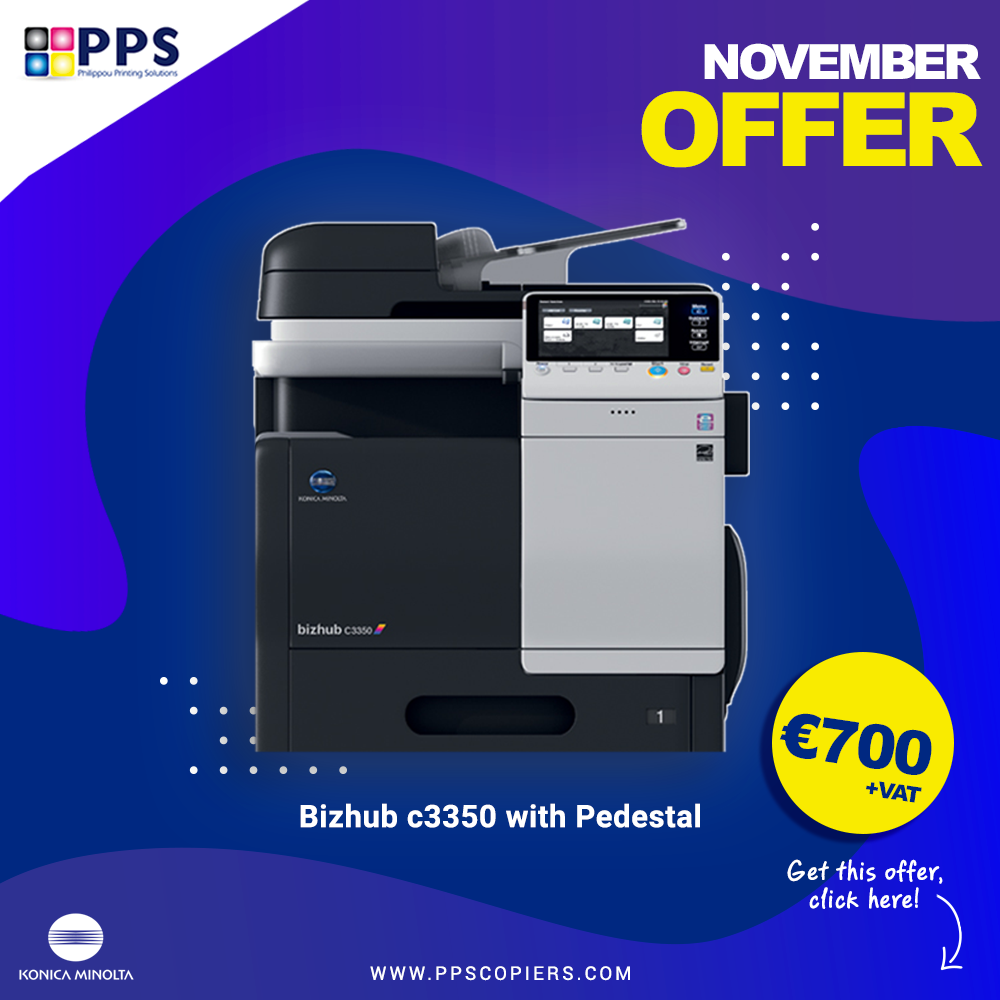 PPS
Philippou Printing Solutions
NOVEMBER
OFFER
KONICA MINOLTA
bizhub C3350
1
€700
+VAT
Bizhub c3350 with Pedestal
Get this offer,
click here!
KONICA MINOLTA
WWW.PPSCOPIERS.COM